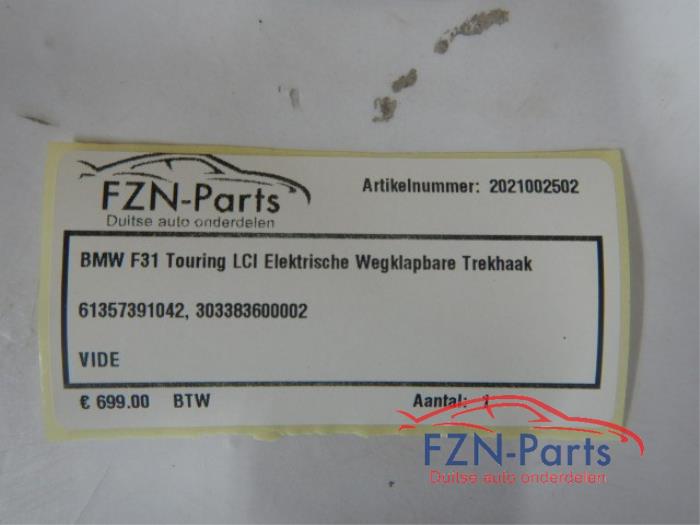 FZN-Parts
Duitse auto onderdelen
Artikelnummer: 2021002502
BMW F31 Touring LCI Elektrische Wegklapbare Trekhaak
61357391042, 303383600002
VIDE
€ 699.00 BTW
Aantal: 1
FZN-Parts
Duitse auto onderdelen